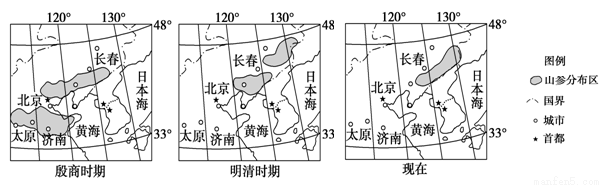 120° 130° 48°
长春
北京
日本海
太原 济南 黄海
33°
殷商时期
120° 130° 48°
长春
北京
日本海
太原 济南 黄海
33°
明清时期
120° 130° 48°
长春
北京
日本海
太原 济南 黄海
33°
现在
图例
山参分布区
国界
城市
首都